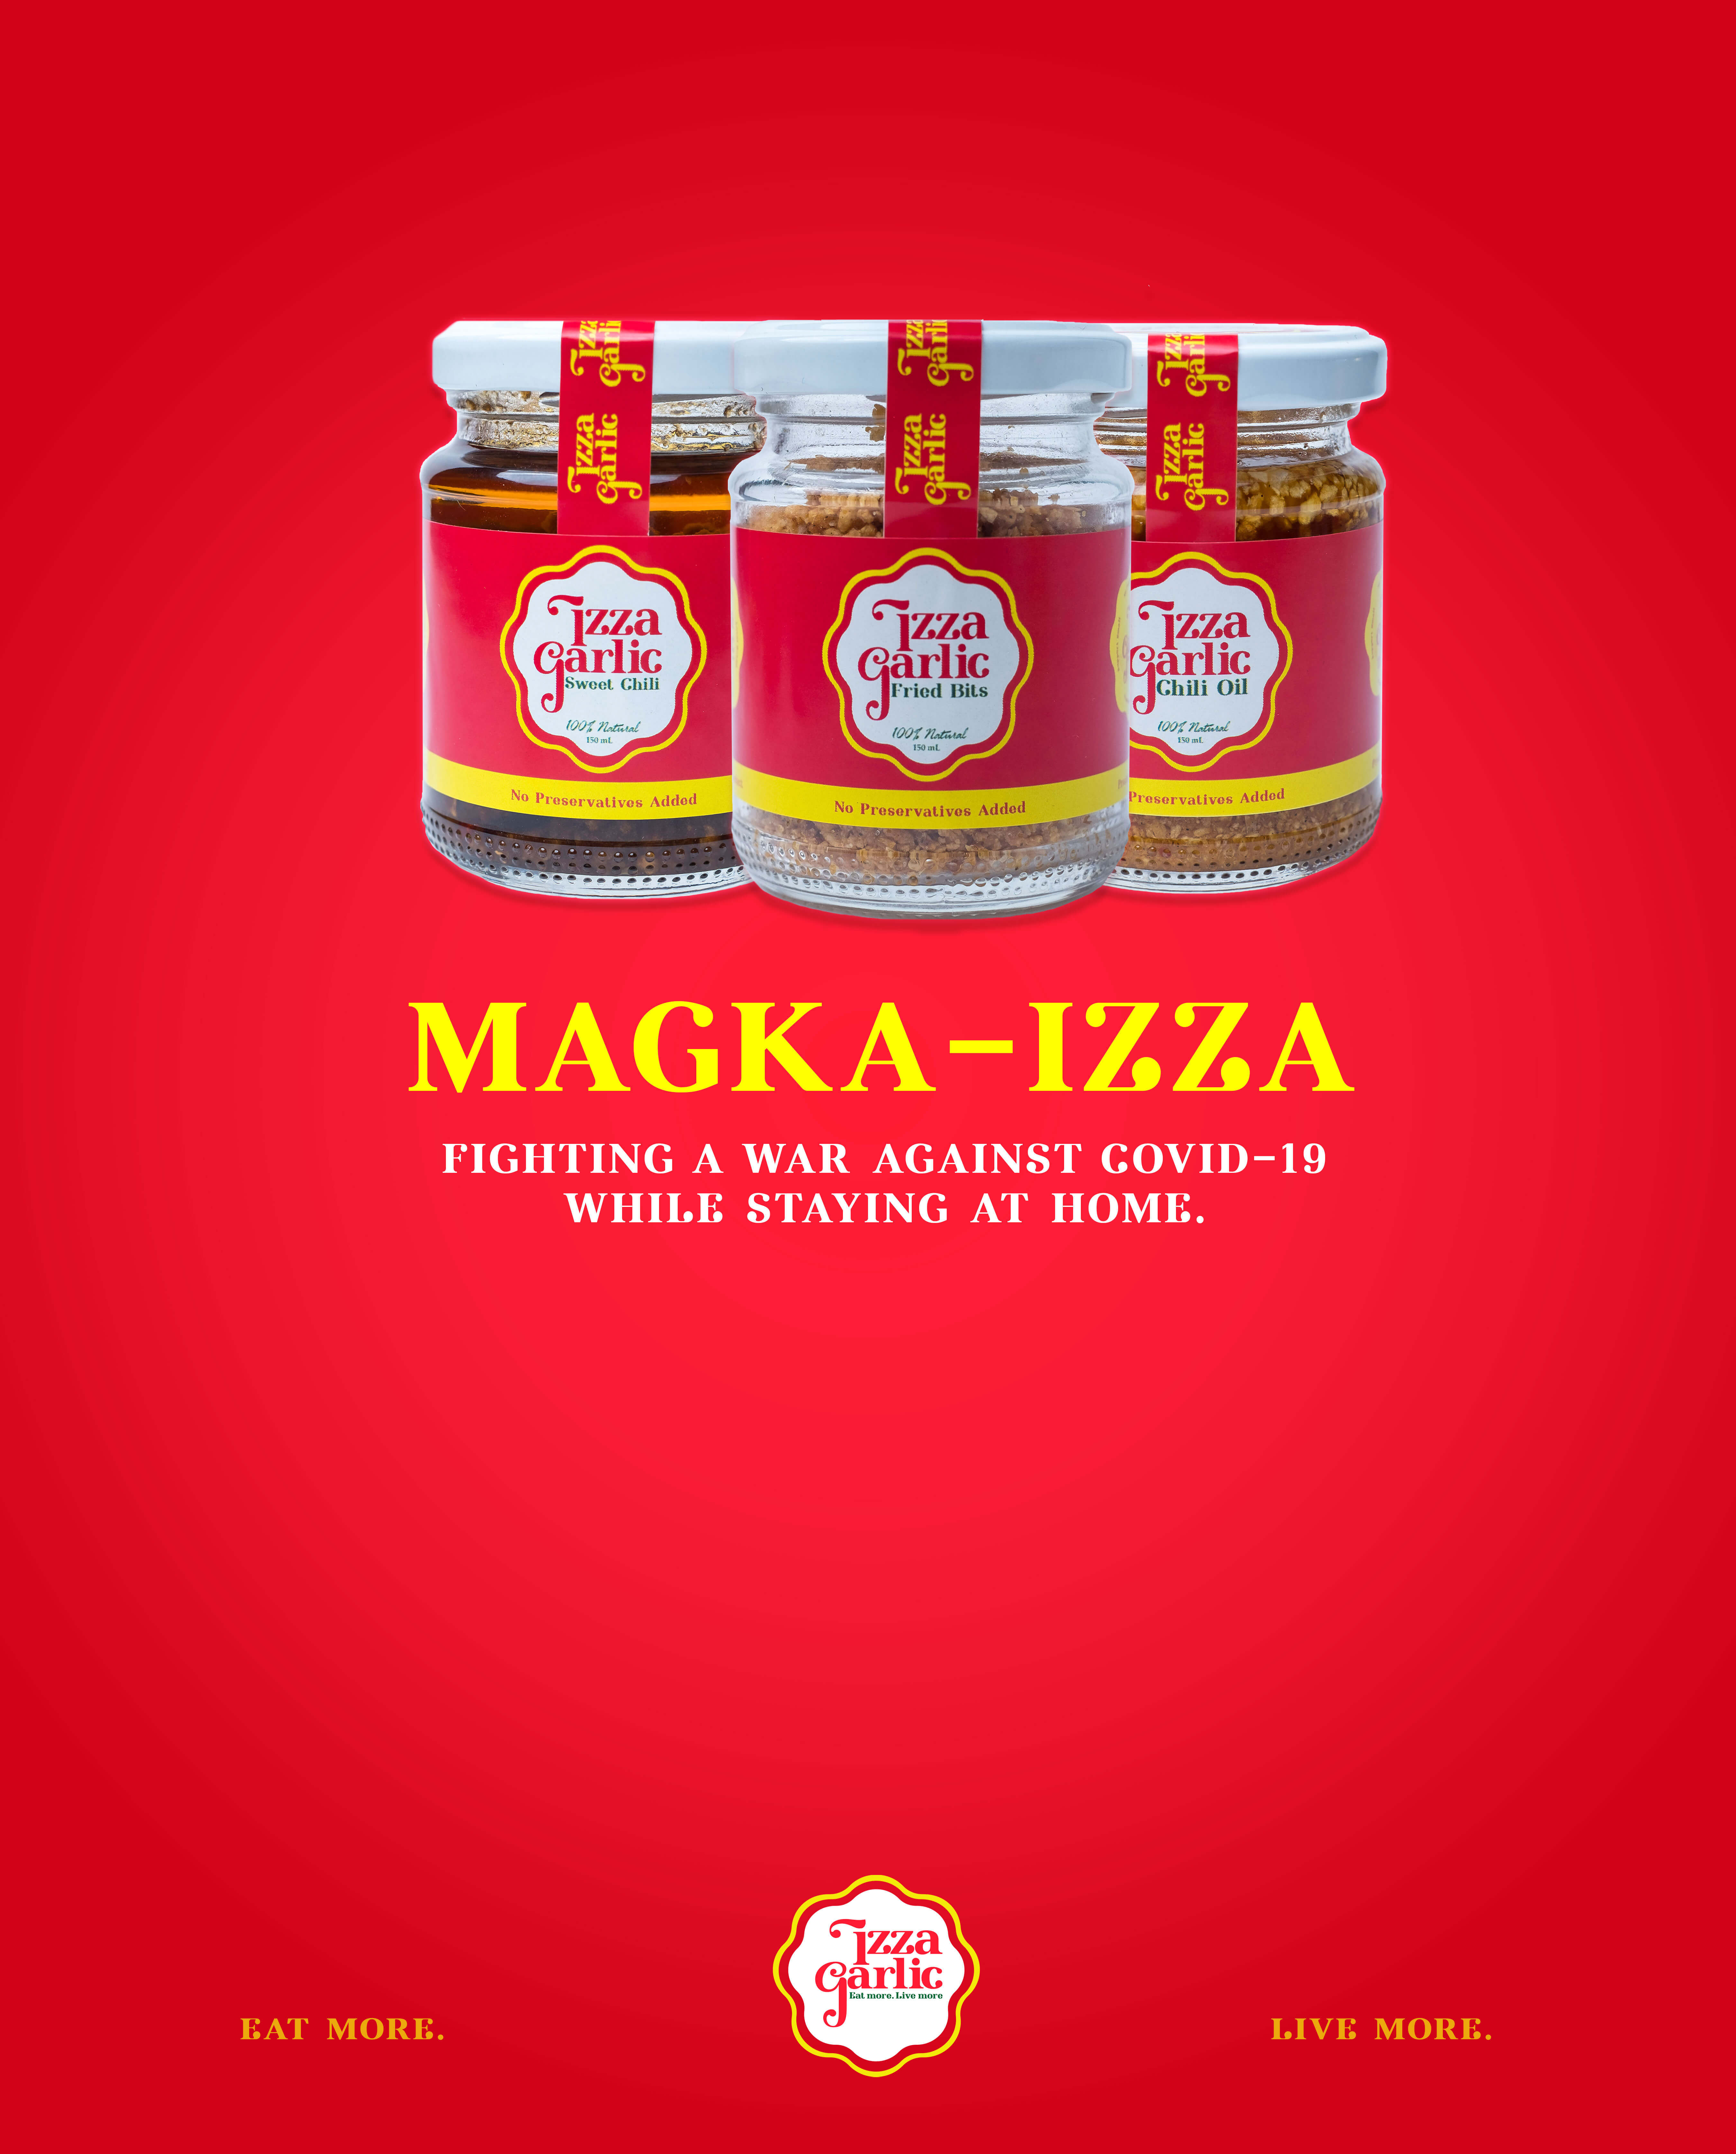 Izza
Garlic
Izza
Garlic
Sweet Chili
100% Natural
150 mL
No Preservatives Added
Izza
Garlic
Izza
Garlic
Fried Bits
100% Natural
150 mL
No Preservatives Added
Izza
Garlic
Izza
Garlic
Chili Oil
100% Natural
150 mL
Preservatives Added
MAGKA-IZZA
FIGHTING A WAR AGAINST COVID-19
WHILE STAYING AT HOME.
Izza
Garlic
Eat more. Live more
EAT MORE.
LIVE MORE.